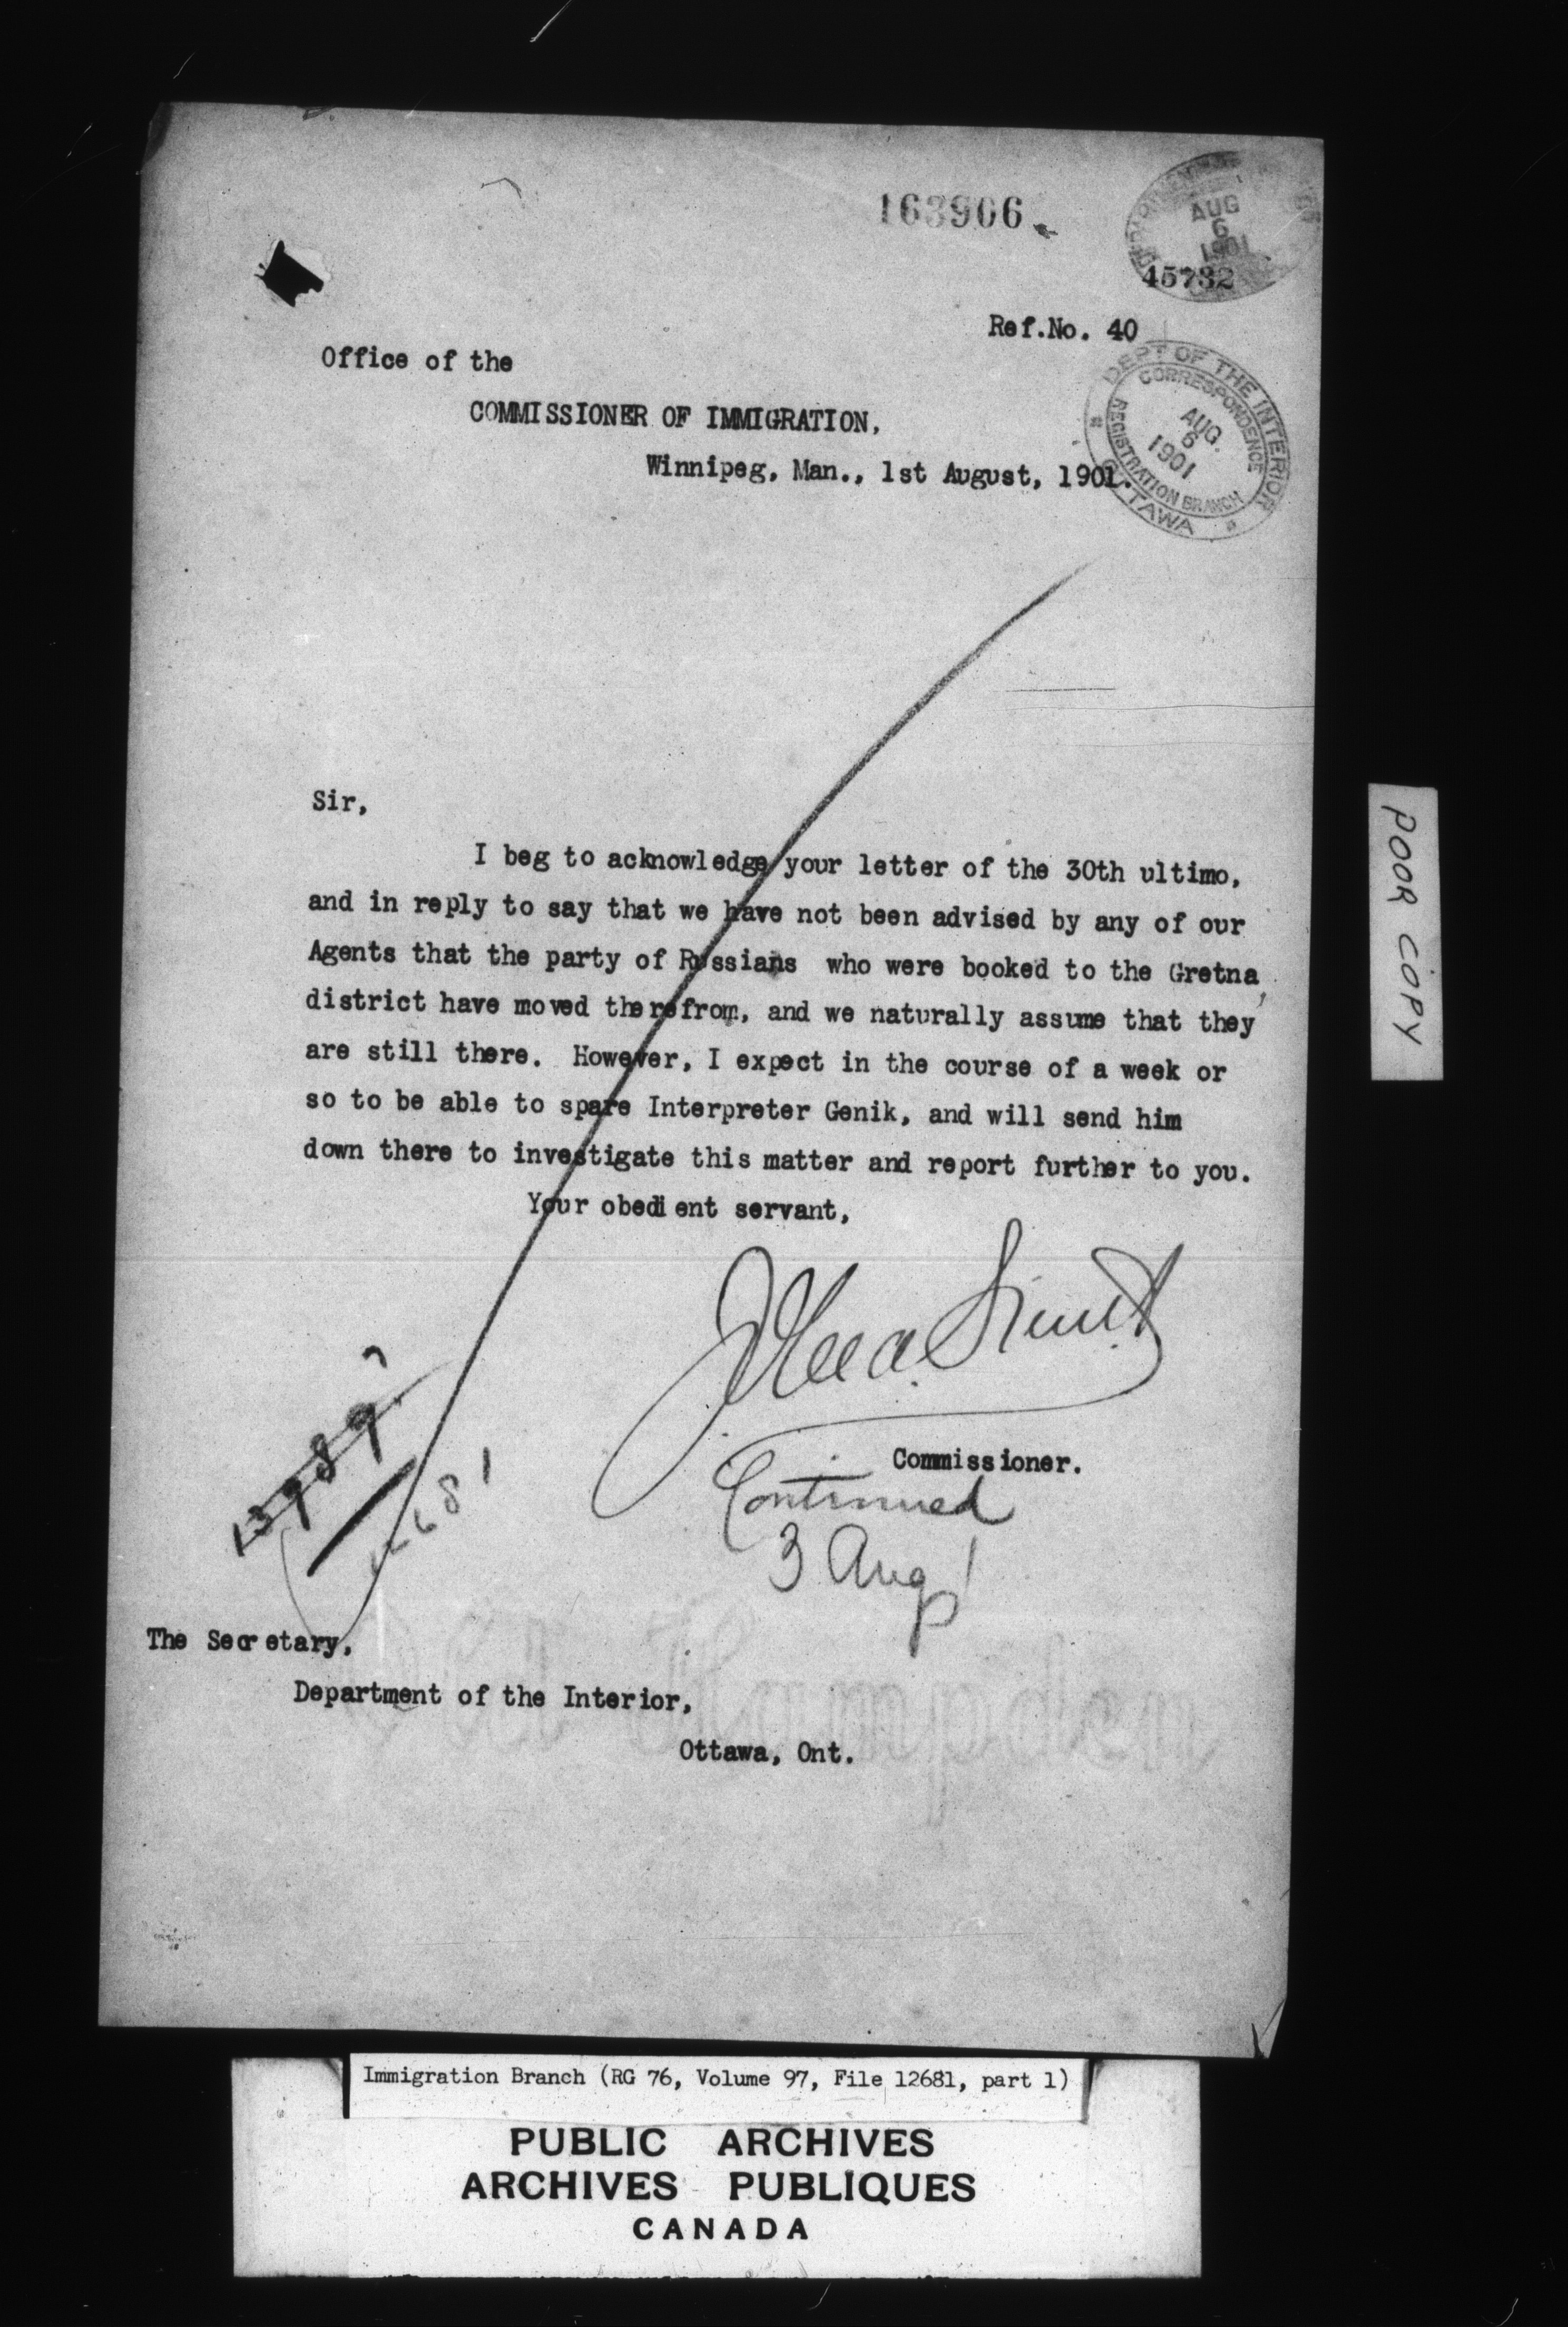 163906
AUG
6
1901
45732
Ref.No. 40
Office of the
COMMISSIONER OF IMMIGRATION,
Winnipeg, Man., 1st August, 1901.
DEPT OF THE INTERIOR
CORRESPONDENCE
AUG.
6
1901
REGISTRATION BRANCH
OTTAWA
Sir,
I beg to acknowledge your letter of the 30th ultimo,
and in reply to say that we have not been advised by any of our
Agents that the party of Russians who were booked to the Gretna
district have moved therefrom, and we naturally assume that they
are still there. However, I expect in the course of a week or
so to be able to spare Interpreter Genik, and will send him
down there to investigate this matter and report further to you.
Your obedient servant,
Commissioner.
Continued
3 Aug
The Secretary,
Department of the Interior,
Ottawa, Ont.
POOR COPY
Immigration Branch (RG 76, Volume 97, File 12681, part 1)
PUBLIC ARCHIVES
ARCHIVES PUBLIQUES
CANADA